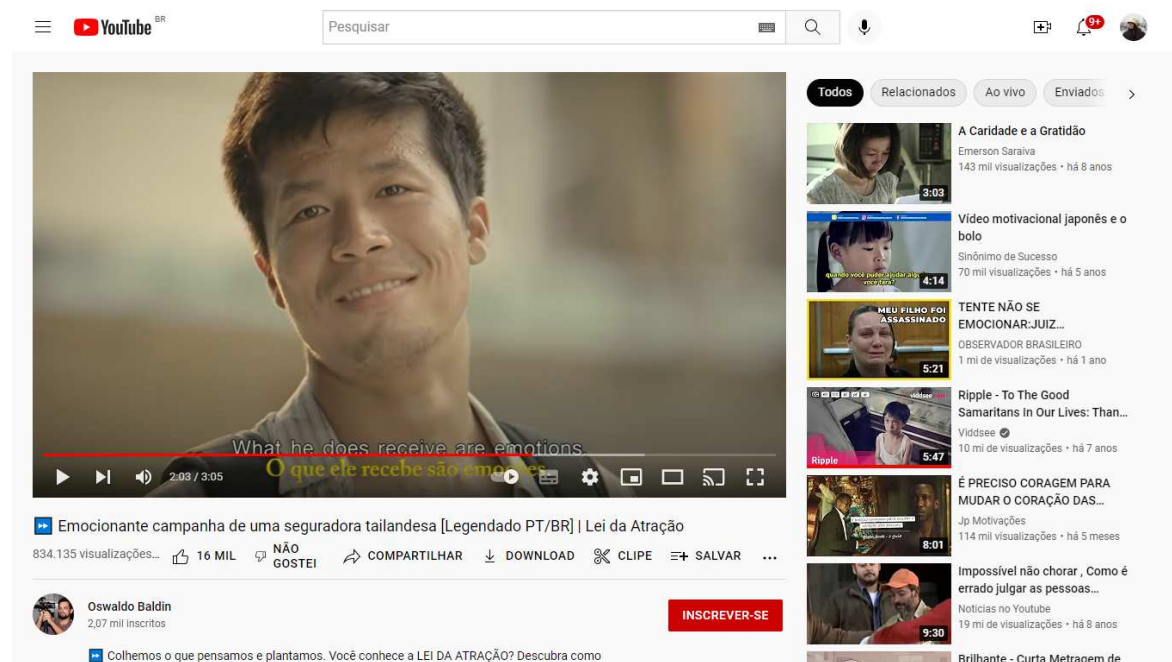 YouTube BR
Pesquisar
9+
What he does receive are emotions
O que ele recebe são emoções
2:03 / 3:05
Emocionante campanha de uma seguradora tailandesa [Legendado PT/BR] | Lei da Atração
834.135 visualizações...
16 MIL
NÃO
GOSTEI
COMPARTILHAR
DOWNLOAD
CLIPE
SALVAR
...
Oswaldo Baldin
2,07 mil inscritos
INSCREVER-SE
Colhemos o que pensamos e plantamos. Você conhece a LEI DA ATRAÇÃO? Descubra como
Todos
Relacionados
Ao vivo
Enviados
3:03
A Caridade e a Gratidão
Emerson Saraiva
143 mil visualizações • há 8 anos
quando você puder ajudar
você fará?
4:14
Vídeo motivacional japonês e o
bolo
Sinônimo de Sucesso
70 mil visualizações • há 5 anos
MEU FILHO FOI
ASSASSINADO
5:21
TENTE NÃO SE
EMOCIONAR:JUIZ...
OBSERVADOR BRASILEIRO
1 mi de visualizações • há 1 ano
viddsee
Ripple
5:47
Ripple - To The Good
Samaritans In Our Lives: Than...
Viddsee
10 mi de visualizações • há 7 anos
8:01
É PRECISO CORAGEM PARA
MUDAR O CORAÇÃO DAS...
Jp Motivações
114 mil visualizações • há 5 meses
9:30
Impossível não chorar , Como é
errado julgar as pessoas...
Noticias no Youtube
19 mi de visualizações • há 8 anos
Brilhante - Curta Metragem de